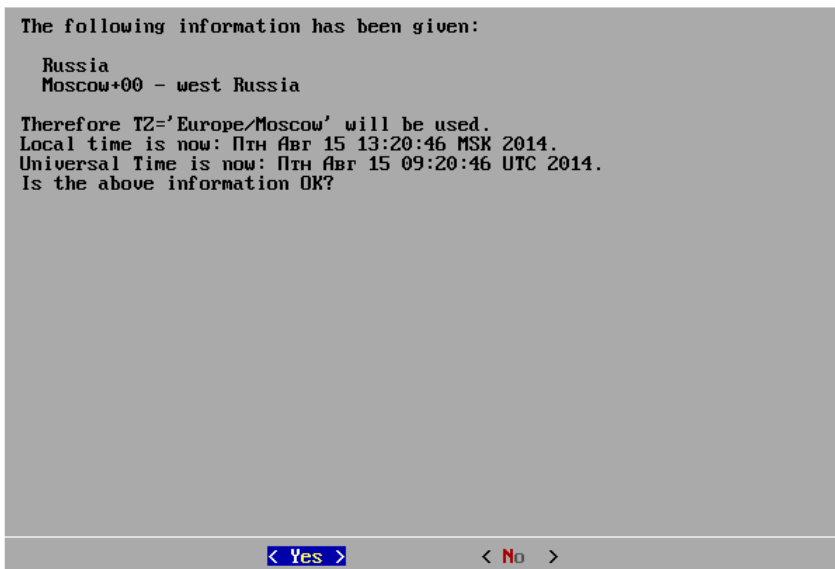 The following information has been given:
Russia
Moscow+00 - west Russia
Therefore TZ='Europe/Moscow' will be used.
Local time is now: Птн Авг 15 13:20:46 MSK 2014.
Universal Time is now: Птн Авг 15 09:20:46 UTC 2014.
Is the above information OK?
< Yes > < No >